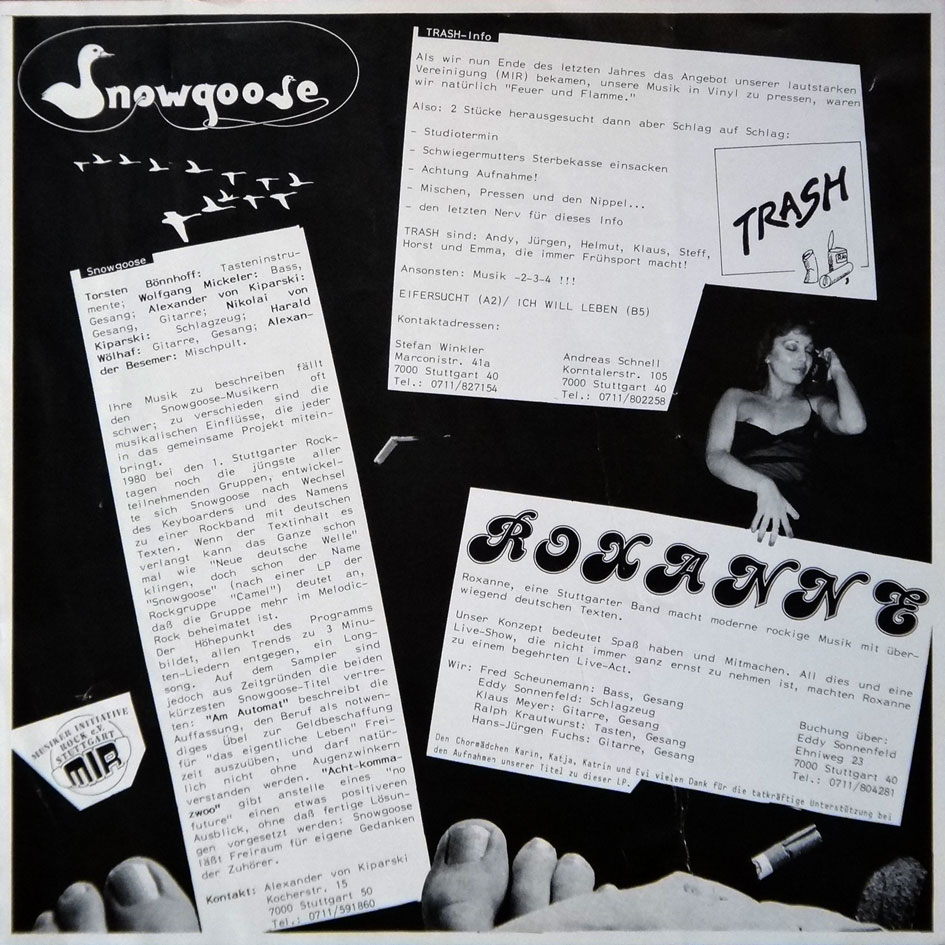 Snowgoose
Snowgoose
Torsten Bönnhoff: Tasteninstru-
mente; Wolfgang Mickeler: Bass,
Gesang; Alexander von Kiparski:
Gesang, Gitarre; Nikolai von
Kiparski: Schlagzeug; Harald
Wölhaf: Gitarre, Gesang; Alexan-
der Besemer: Mischpult.
Ihre Musik zu beschreiben fällt
den Snowgoose-Musikern oft
schwer; zu verschieden sind die
musikalischen Einflüsse, die jeder
in das gemeinsame Projekt mitein-
bringt.
1980 bei den 1. Stuttgarter Rock-
tagen noch die jüngste aller
teilnehmenden Gruppen, entwickel-
te sich Snowgoose nach Wechsel
des Keyboarders und des Namens
zu einer Rockband mit deutschen
Texten. Wenn der Textinhalt es
verlangt kann das Ganze schon
mal wie "Neue deutsche Welle"
klingen, doch schon der Name
"Snowgoose" (nach einer LP der
Rockgruppe "Camel") deutet an,
daß die Gruppe mehr im Melodic-
Rock beheimatet ist.
Der Höhepunkt des Programms
bildet, allen Trends zu 3 Minu-
ten-Liedern entgegen, ein Long-
song. Auf dem Sampler sind
jedoch aus Zeitgründen die beiden
kürzesten Snowgoose-Titel vertre-
ten: "Am Automat" beschreibt die
Auffassung, den Beruf als notwen-
diges Übel zur Geldbeschaffung
für "das eigentliche Leben" Frei-
zeit auszuüben, und darf natür-
lich nicht ohne Augenzwinkern
verstanden werden. "Acht-komma-
zwoo" gibt anstelle eines "no
future" einen etwas positiveren
Ausblick, ohne daß fertige Lösun-
gen vorgesetzt werden: Snowgoose
läßt Freiraum für eigene Gedanken
der Zuhörer.
Kontakt: Alexander von Kiparski
Kocherstr. 15
7000 Stuttgart 50
Tel.: 0711/591860
TRASH-Info
Als wir nun Ende des letzten Jahres das Angebot unserer lautstarken
Vereinigung (MIR) bekamen, unsere Musik in Vinyl zu pressen, waren
wir natürlich "Feuer und Flamme."
Also: 2 Stücke herausgesucht dann aber Schlag auf Schlag:
- Studiotermin
- Schwiegermutters Sterbekasse einsacken
- Achtung Aufnahme!
- Mischen, Pressen und den Nippel...
- den letzten Nerv für dieses Info
TRASH sind: Andy, Jürgen, Helmut, Klaus, Steff,
Horst und Emma, die immer Frühsport macht!
Ansonsten: Musik -2-3-4 !!!
EIFERSUCHT (A2)/ ICH WILL LEBEN (B5)
Kontaktadressen:
Stefan Winkler
Marconistr. 41a
7000 Stuttgart 40
Tel.: 0711/827154
Andreas Schnell
Korntalerstr. 105
7000 Stuttgart 40
Tel.: 0711/802258
TRASH
ROXANNE
Roxanne, eine Stuttgarter Band macht moderne rockige Musik mit über-
wiegend deutschen Texten.
Unser Konzept bedeutet Spaß haben und Mitmachen. All dies und eine
Live-Show, die nicht immer ganz ernst zu nehmen ist, machten Roxanne
zu einem begehrten Live-Act.
Wir: Fred Scheunemann: Bass, Gesang
Eddy Sonnenfeld: Schlagzeug
Klaus Meyer: Gitarre, Gesang
Ralph Krautwurst: Tasten, Gesang
Hans-Jürgen Fuchs: Gitarre, Gesang
Buchung über:
Eddy Sonnenfeld
Ehniweg 23
7000 Stuttgart 40
Tel.: 0711/804281
Den Chormädchen Karin, Katja, Katrin und Evi vielen Dank für die tatkräftige Unterstützung bei
den Aufnahmen unserer Titel zu dieser LP.
MUSIKER INITIATIVE
ROCK e.V.
STUTTGART
MIR